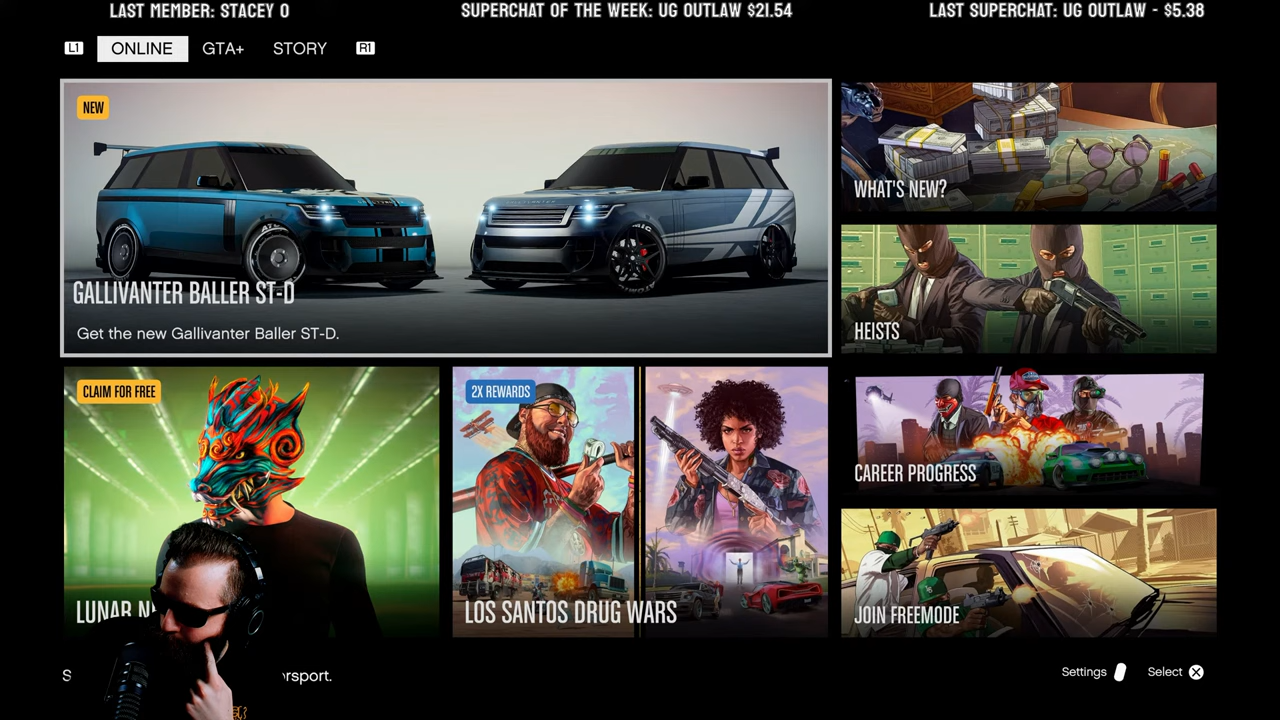 LAST MEMBER: STACEY O
SUPERCHAT OF THE WEEK: UG OUTLAW $21.54
LAST SUPERCHAT: UG OUTLAW - $5.38
L1 ONLINE GTA+ STORY R1
NEW
GALLIVANTER BALLER ST-D
Get the new Gallivanter Baller ST-D.
WHAT'S NEW?
HEISTS
CLAIM FOR FREE
LUNAR
2X REWARDS
LOS SANTOS DRUG WARS
CAREER PROGRESS
JOIN FREEMODE
Settings Select